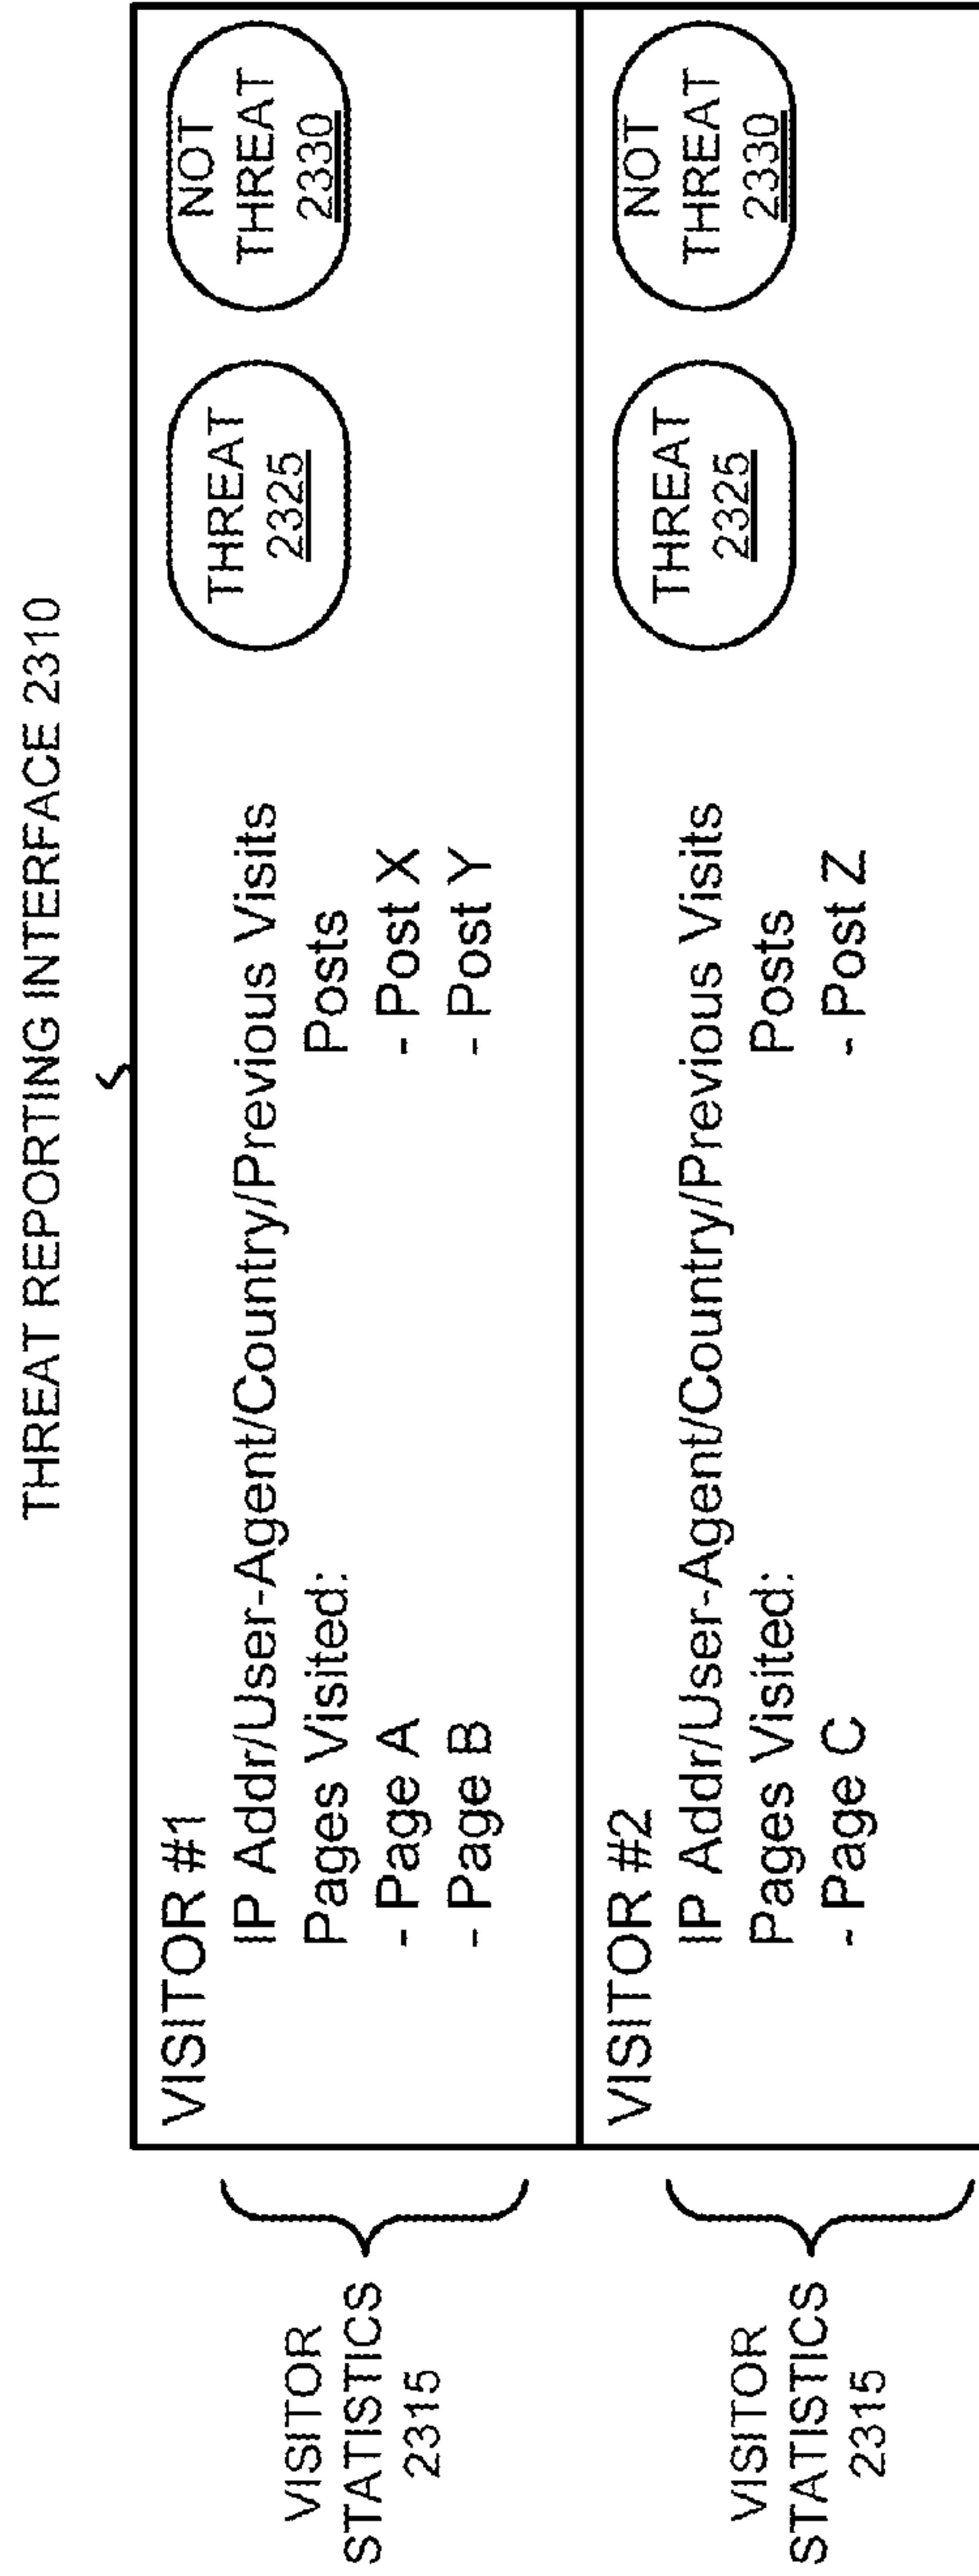 THREAT REPORTING INTERFACE 2310
VISITOR #1
IP Addr/User-Agent/Country/Previous Visits
Pages Visited:
- Page A
- Page B
Posts
- Post X
- Post Y
THREAT
2325
NOT
THREAT
2330
VISITOR
STATISTICS
2315
VISITOR #2
IP Addr/User-Agent/Country/Previous Visits
Pages Visited:
- Page C
Posts
- Post Z
THREAT
2325
NOT
THREAT
2330
VISITOR
STATISTICS
2315